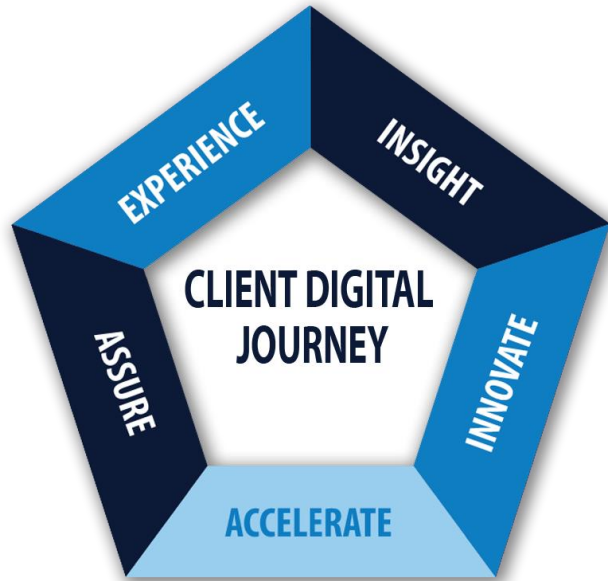 EXPERIENCE
INSIGHT
CLIENT DIGITAL
JOURNEY
ASSURE
INNOVATE
ACCELERATE